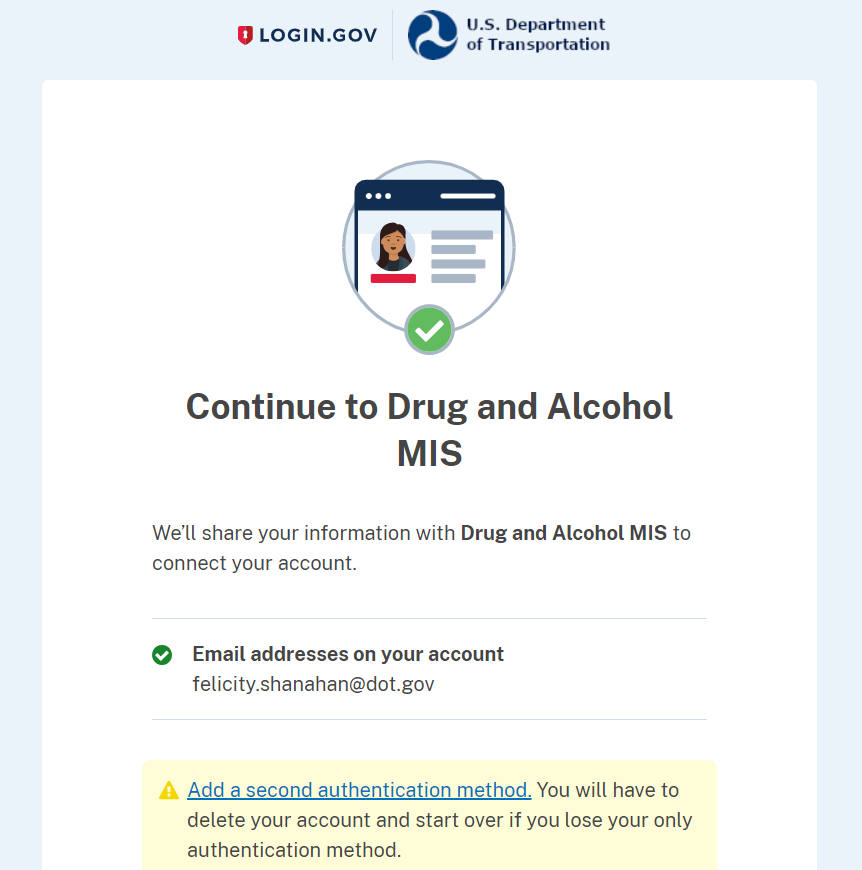 LOGIN.GOV
U.S. Department
of Transportation
Continue to Drug and Alcohol
MIS
We’ll share your information with Drug and Alcohol MIS to
connect your account.
Email addresses on your account
felicity.shanahan@dot.gov
Add a second authentication method. You will have to
delete your account and start over if you lose your only
authentication method.